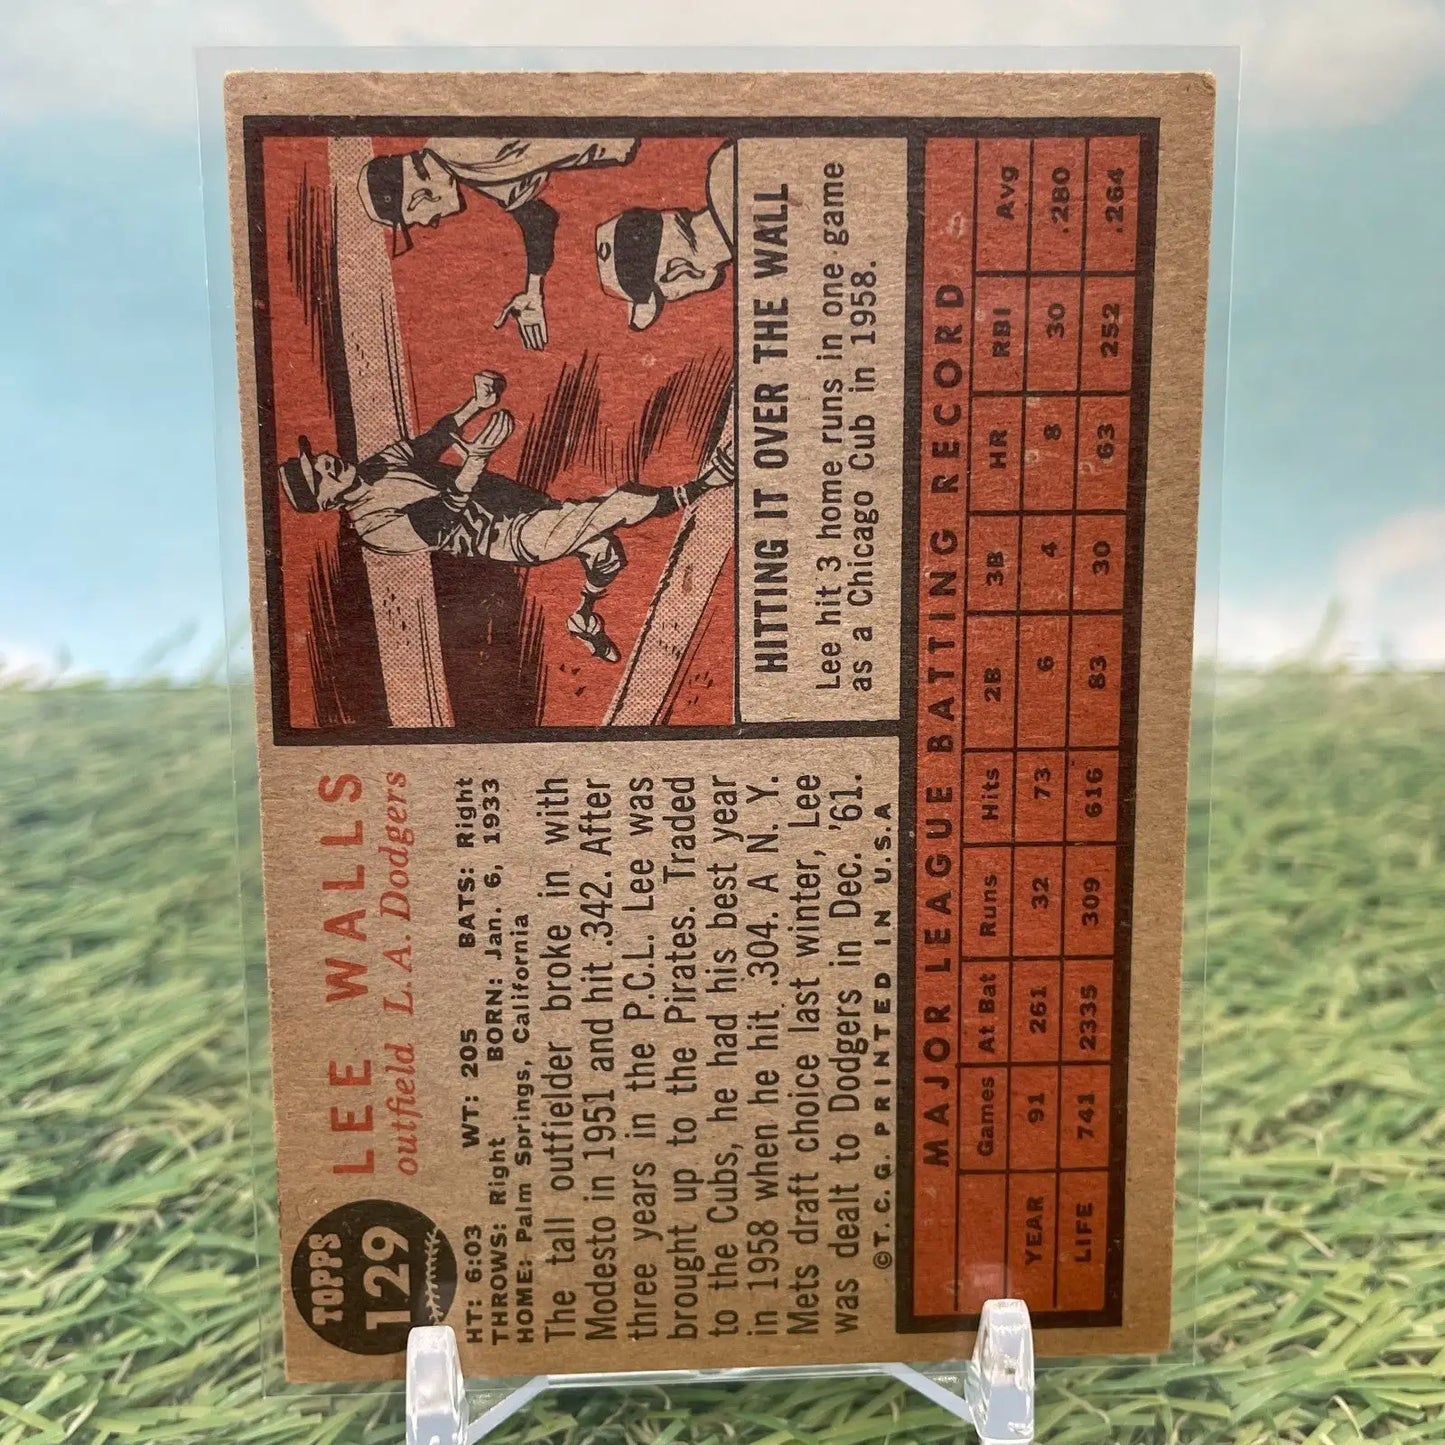 TOPPS
129
LEE WALLS
outfield L. A. Dodgers
HT: 6:03 WT: 205 BATS: Right
THROWS: Right BORN: Jan. 6, 1933
HOME: Palm Springs, California
The tall outfielder broke in with
Modesto in 1951 and hit .342. After
three years in the P.C.L. Lee was
brought up to the Pirates. Traded
to the Cubs, he had his best year
in 1958 when he hit .304. A N. Y.
Mets draft choice last winter, Lee
was dealt to Dodgers in Dec. '61.
©T. C. G. PRINTED IN U.S.A
HITTING IT OVER THE WALL
Lee hit 3 home runs in one game
as a Chicago Cub in 1958.
MAJOR LEAGUE BATTING RECORD
Games At Bat Runs Hits 2B 3B HR RBI Avg
YEAR 91 261 32 73 6 4 8 30 .280
LIFE 741 2335 309 616 83 30 63 252 .264